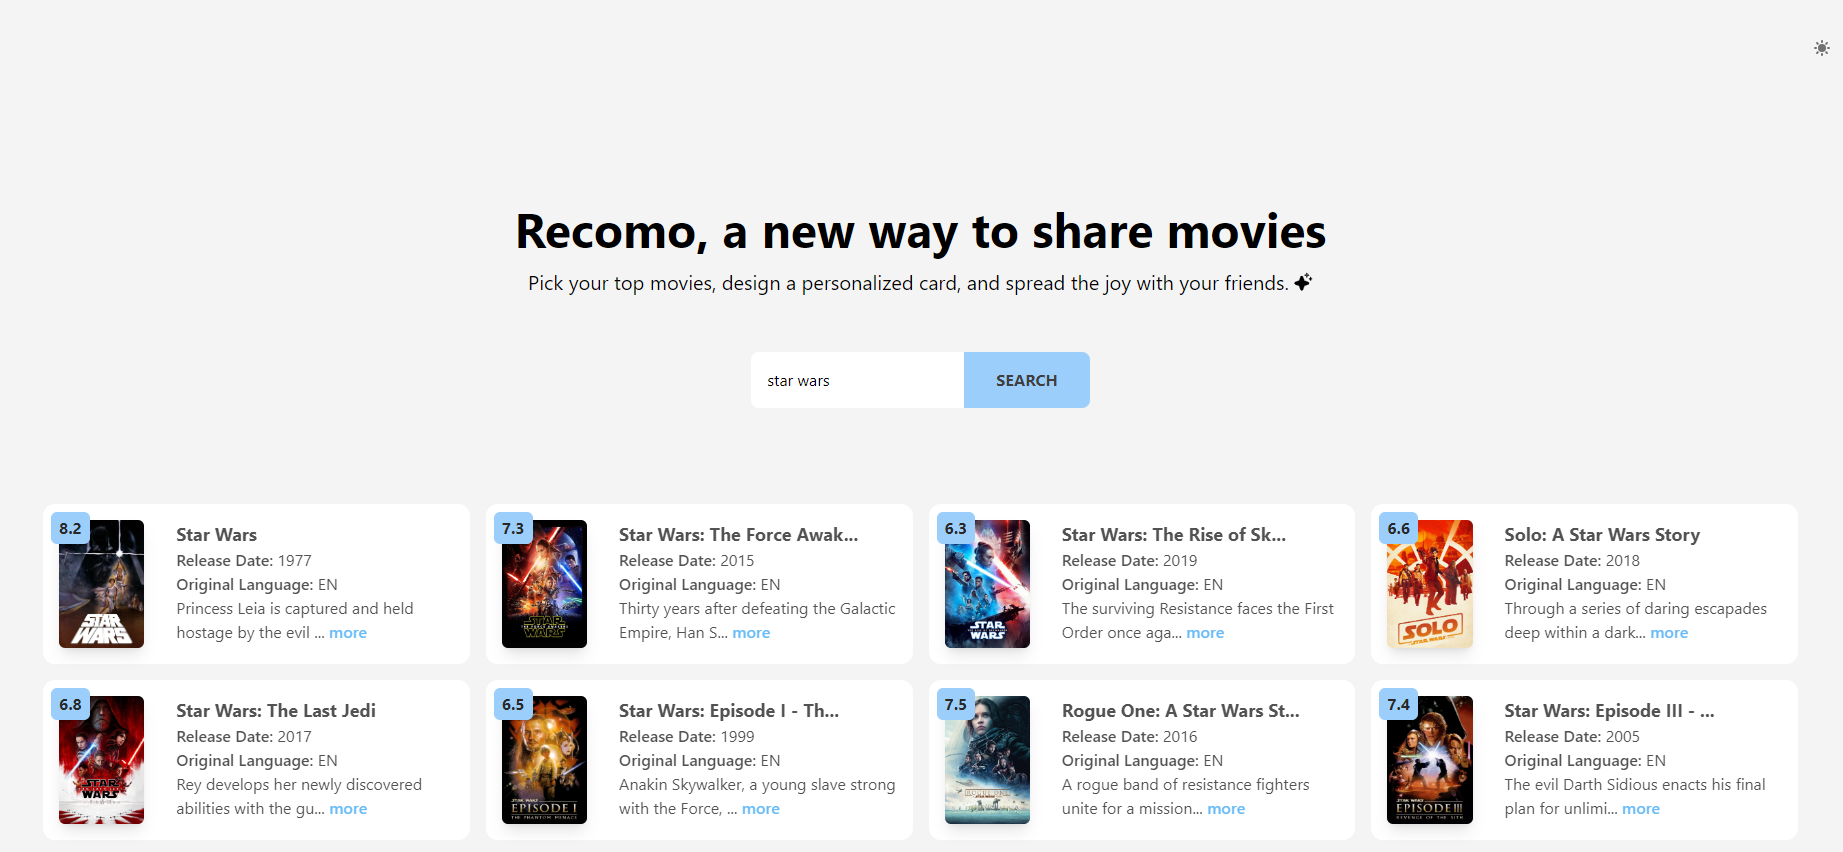 Recomo, a new way to share movies
Pick your top movies, design a personalized card, and spread the joy with your friends.
star wars
SEARCH
8.2
STAR WARS
Star Wars
Release Date: 1977
Original Language: EN
Princess Leia is captured and held
hostage by the evil ... more
7.3
STAR WARS
Star Wars: The Force Awak...
Release Date: 2015
Original Language: EN
Thirty years after defeating the Galactic
Empire, Han S... more
6.3
STAR WARS
Star Wars: The Rise of Sk...
Release Date: 2019
Original Language: EN
The surviving Resistance faces the First
Order once aga... more
6.6
SOLO
Solo: A Star Wars Story
Release Date: 2018
Original Language: EN
Through a series of daring escapades
deep within a dark... more
6.8
STAR WARS
Star Wars: The Last Jedi
Release Date: 2017
Original Language: EN
Rey develops her newly discovered
abilities with the gu... more
6.5
STAR WARS
EPISODE I
THE PHANTOM MENACE
Star Wars: Episode I - Th...
Release Date: 1999
Original Language: EN
Anakin Skywalker, a young slave strong
with the Force, ... more
7.5
Rogue One: A Star Wars St...
Release Date: 2016
Original Language: EN
A rogue band of resistance fighters
unite for a mission... more
7.4
STAR WARS
EPISODE III
REVENGE OF THE SITH
Star Wars: Episode III - ...
Release Date: 2005
Original Language: EN
The evil Darth Sidious enacts his final
plan for unlimi... more